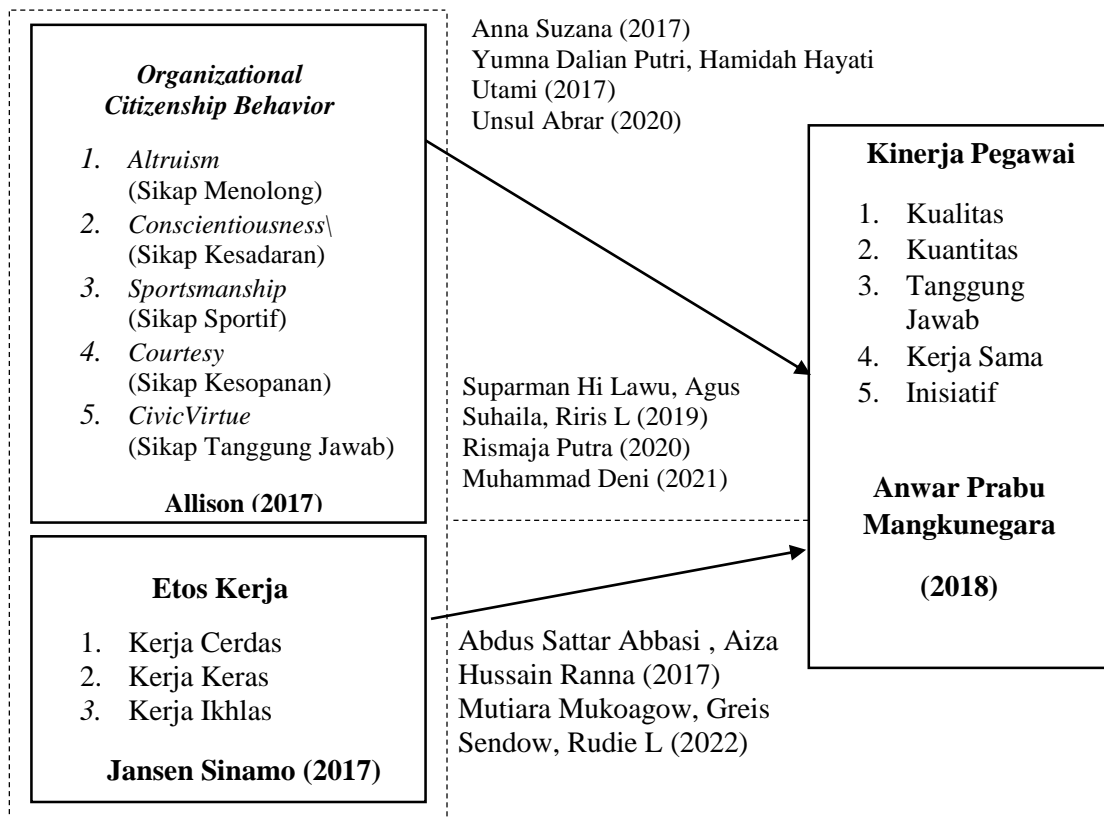 Organizational
Citizenship Behavior
1. Altruism
(Sikap Menolong)
2. Conscientiousness\
(Sikap Kesadaran)
3. Sportsmanship
(Sikap Sportif)
4. Courtesy
(Sikap Kesopanan)
5. CivicVirtue
(Sikap Tanggung Jawab)
Allison (2017)
Etos Kerja
1. Kerja Cerdas
2. Kerja Keras
3. Kerja Ikhlas
Jansen Sinamo (2017)
Anna Suzana (2017)
Yumna Dalian Putri, Hamidah Hayati
Utami (2017)
Unsul Abrar (2020)
Suparman Hi Lawu, Agus
Suhaila, Riris L (2019)
Rismaja Putra (2020)
Muhammad Deni (2021)
Abdus Sattar Abbasi , Aiza
Hussain Ranna (2017)
Mutiara Mukoagow, Greis
Sendow, Rudie L (2022)
Kinerja Pegawai
1. Kualitas
2. Kuantitas
3. Tanggung
Jawab
4. Kerja Sama
5. Inisiatif
Anwar Prabu
Mangkunegara
(2018)